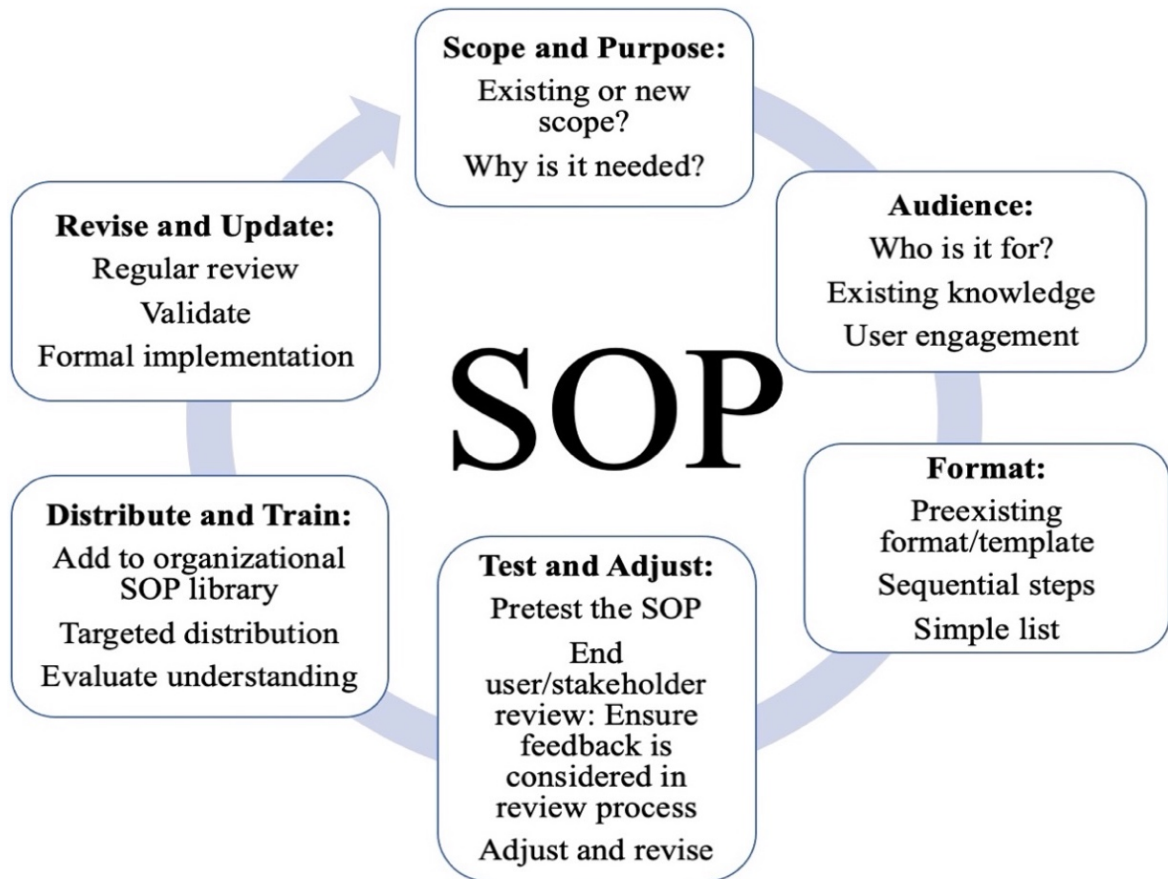 Scope and Purpose:
Existing or new
scope?
Why is it needed?
Audience:
Who is it for?
Existing knowledge
User engagement
Format:
Preexisting
format/template
Sequential steps
Simple list
Test and Adjust:
Pretest the SOP
End
user/stakeholder
review: Ensure
feedback is
considered in
review process
Adjust and revise
Distribute and Train:
Add to organizational
SOP library
Targeted distribution
Evaluate understanding
Revise and Update:
Regular review
Validate
Formal implementation
SOP